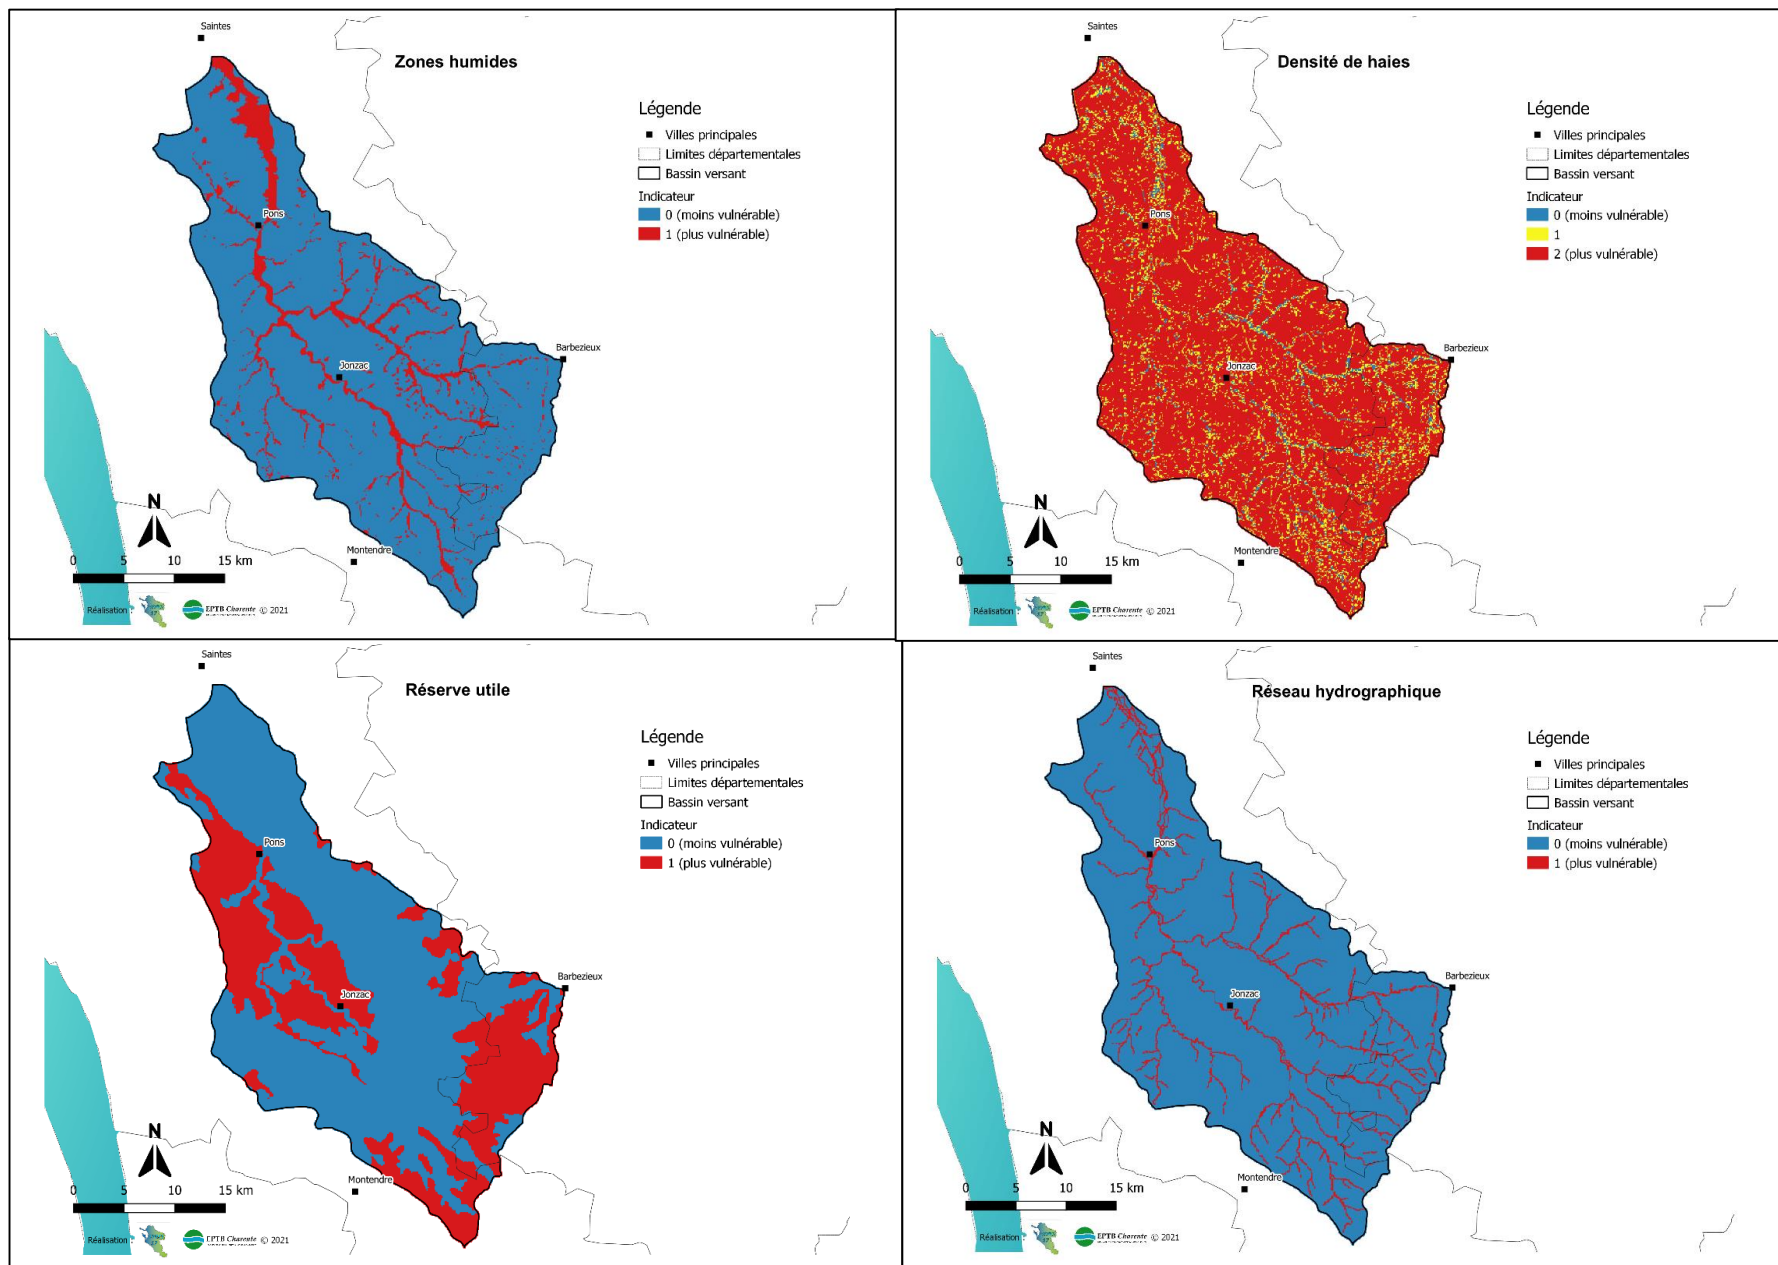 Saintes
Zones humides
Légende
Villes principales
Limites départementales
Bassin versant
Indicateur
0 (moins vulnérable)
1 (plus vulnérable)
Pons
Barbezieux
Jonzac
N
Montendre
0 5 10 15 km
Réalisation :
EPTB Charente © 2021
Saintes
Densité de haies
Légende
Villes principales
Limites départementales
Bassin versant
Indicateur
0 (moins vulnérable)
1
2 (plus vulnérable)
Pons
Barbezieux
Jonzac
N
Montendre
0 5 10 15 km
Réalisation :
EPTB Charente © 2021
Saintes
Réserve utile
Légende
Villes principales
Limites départementales
Bassin versant
Indicateur
0 (moins vulnérable)
1 (plus vulnérable)
Pons
Barbezieux
Jonzac
N
Montendre
0 5 10 15 km
Réalisation :
EPTB Charente © 2021
Saintes
Réseau hydrographique
Légende
Villes principales
Limites départementales
Bassin versant
Indicateur
0 (moins vulnérable)
1 (plus vulnérable)
Pons
Barbezieux
Jonzac
N
Montendre
0 5 10 15 km
Réalisation :
EPTB Charente © 2021